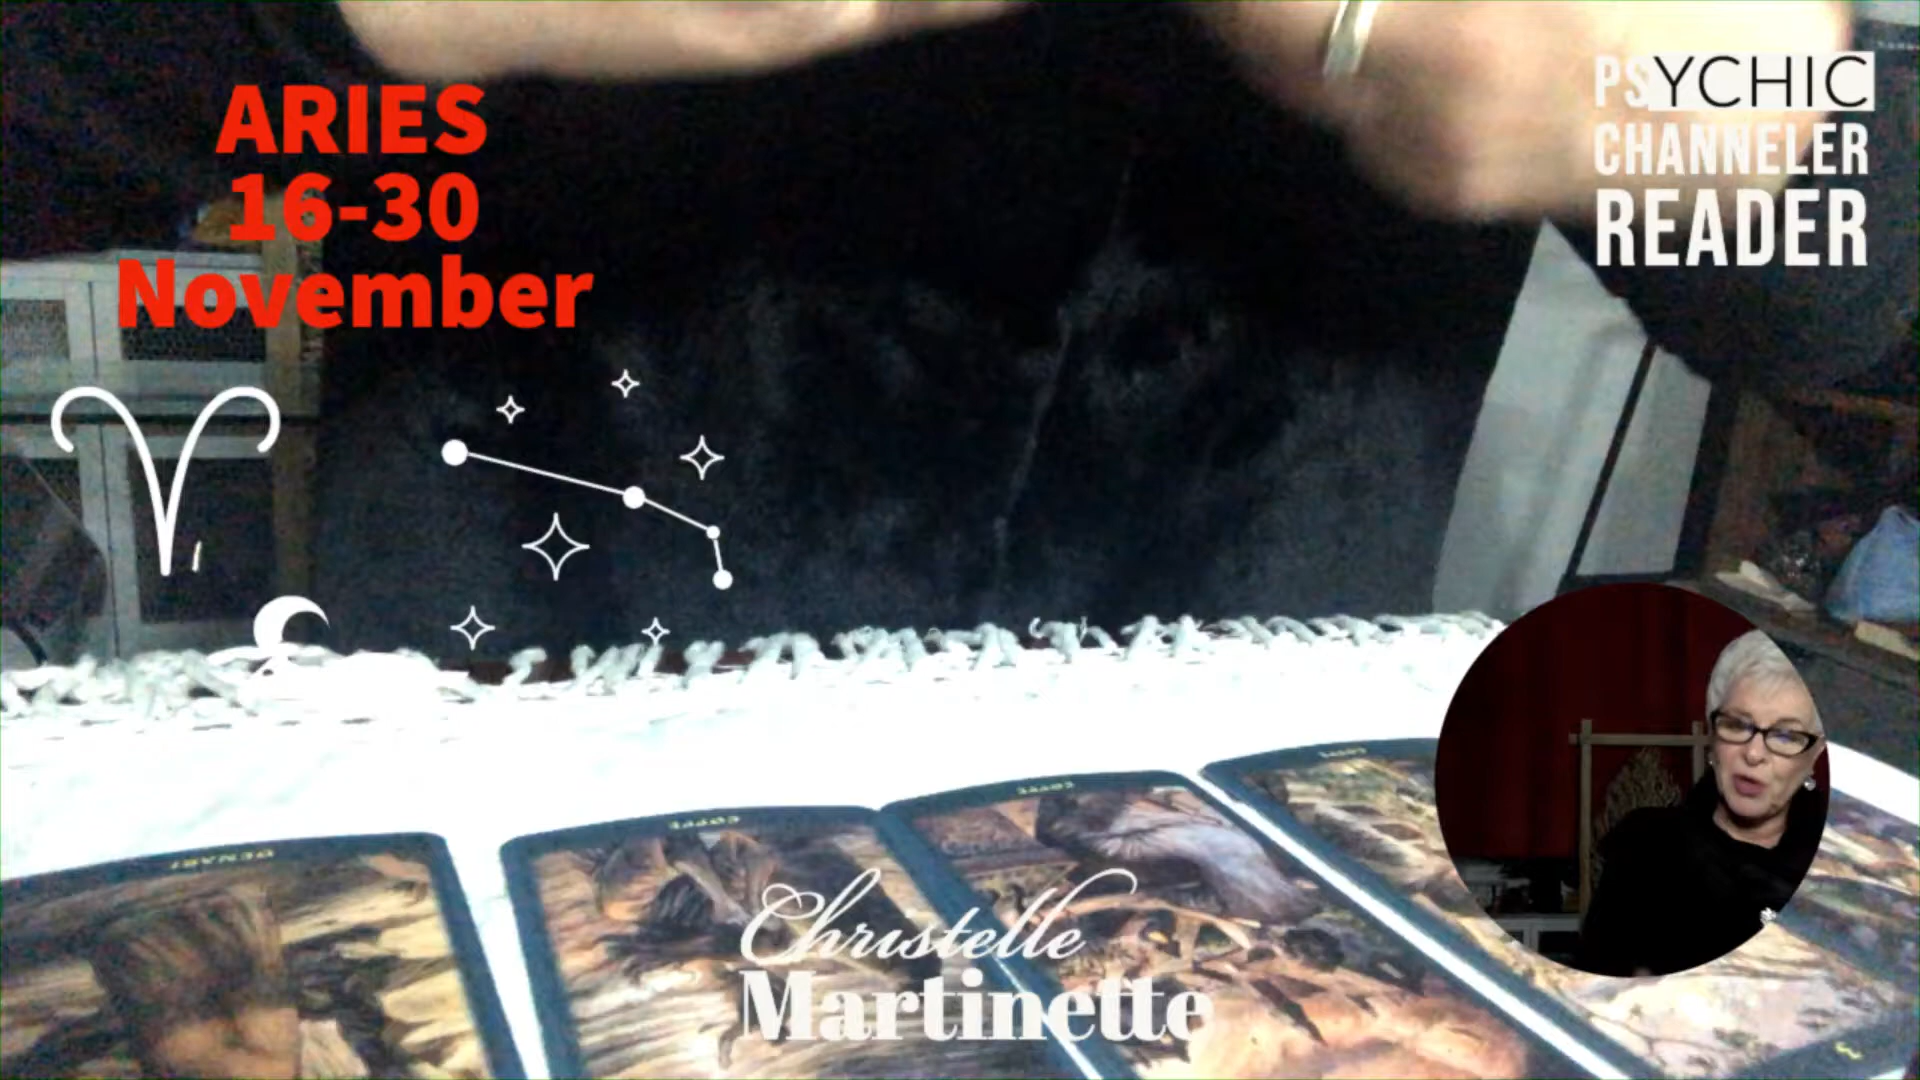 ARIES
16-30
November
PSYCHIC
CHANNELER
READER
DENARI
COPPE
COPPE
COPPE
Christelle
Martinette